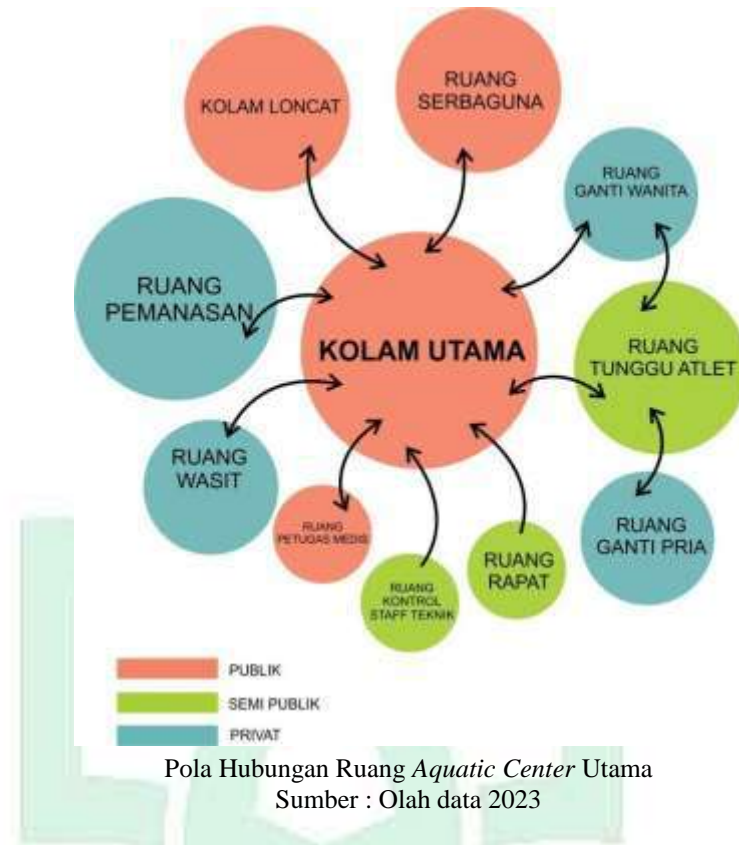 KOLAM LONCAT
RUANG
SERBAGUNA
RUANG
GANTI WANITA
RUANG
PEMANASAN
KOLAM UTAMA
RUANG
TUNGGU ATLET
RUANG
WASIT
RUANG
PETUGAS MEDIS
RUANG
KONTROL
STAFF TEKNIK
RUANG
RAPAT
RUANG
GANTI PRIA
PUBLIK
SEMI PUBLIK
PRIVAT
Pola Hubungan Ruang Aquatic Center Utama
Sumber : Olah data 2023